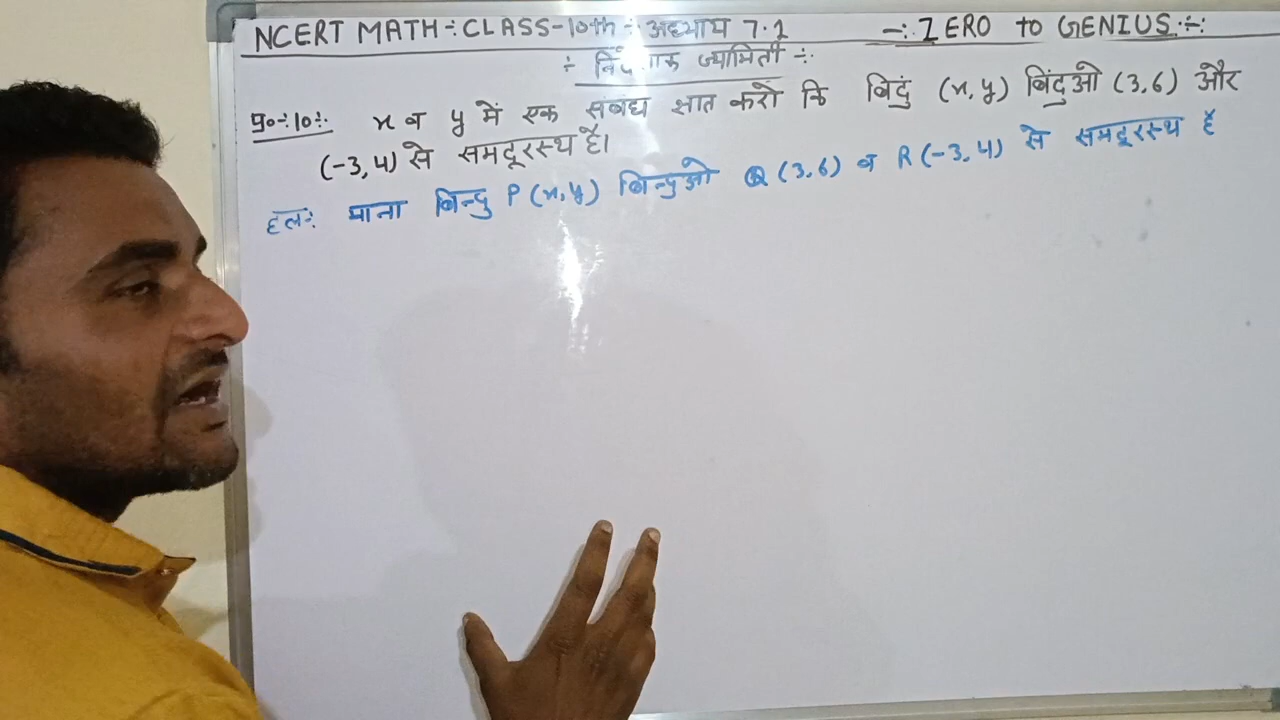 NCERT MATH÷CLASS-10th÷अध्याय 7.1 -:ZERO to GENIUS:-
÷ निर्देशांक ज्यामिती ÷
प्र०÷10÷ x व y में एक संबंध ज्ञात करो कि बिंदुं (x,y) बिंदुओ (3,6) और
(-3,4) से समदूरस्थ है।
हल÷ माना बिन्दु P(x,y) बिन्दुओ Q(3,6) व R(-3,4) से समदूरस्थ है